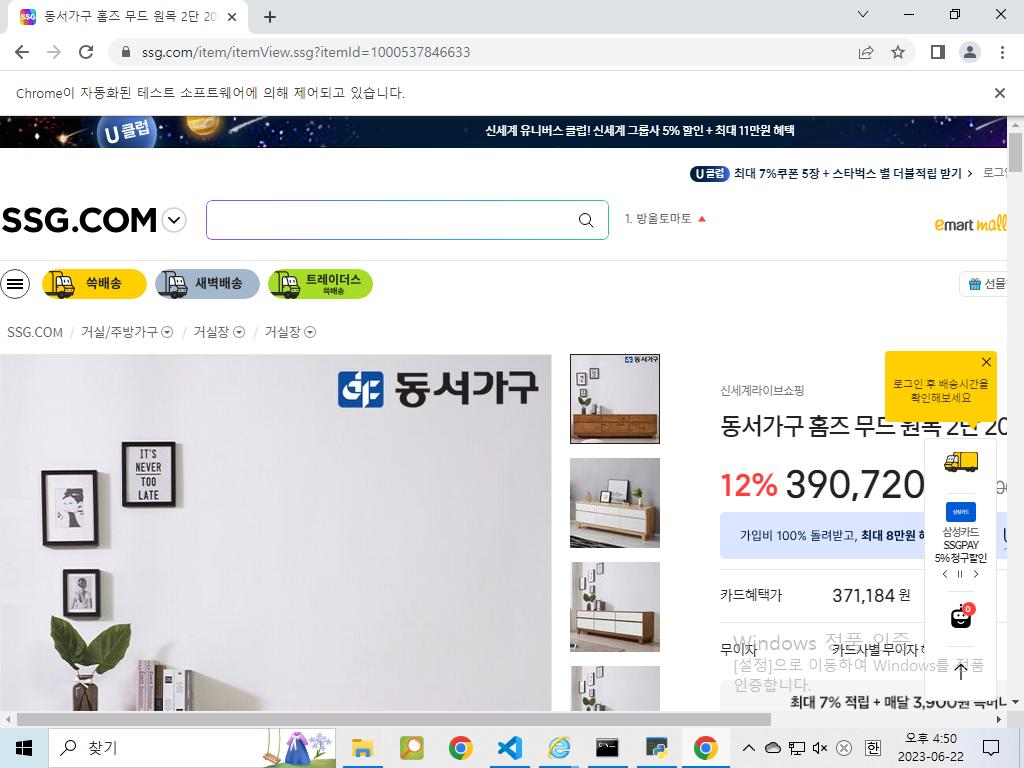 동서가구 홈즈 무드 원목 2단 20
ssg.com/item/itemView.ssg?itemId=1000537846633
Chrome이 자동화된 테스트 소프트웨어에 의해 제어되고 있습니다.
U 클럽
신세계 유니버스 클럽! 신세계 그룹사 5% 할인 + 최대 11만원 혜택
U 클럽 최대 7%쿠폰 5장 + 스타벅스 별 더블적립 받기 >
로그인
SSG.COM
1. 방울토마토
emart mall
쓱배송
새벽배송
트레이더스
쓱배송
선물
SSG.COM / 거실/주방가구 / 거실장 / 거실장
동서가구
IT'S
NEVER
TOO
LATE
동서가구
로그인 후 배송시간을
확인해보세요
신세계라이브쇼핑
동서가구 홈즈 무드 원목 2단 20
12% 390,720
가입비 100% 돌려받고, 최대 8만원 혜
삼성카드
삼성카드
SSGPAY
5% 청구할인
카드혜택가 371,184 원
0
무이자 카드사별 무이자
Windows 정품 인증
[설정]으로 이동하여 Windows를 정품
인증합니다.
최대 7% 적립 + 매달 3,900원 쓱머니
찾기
한
오후 4:50
2023-06-22